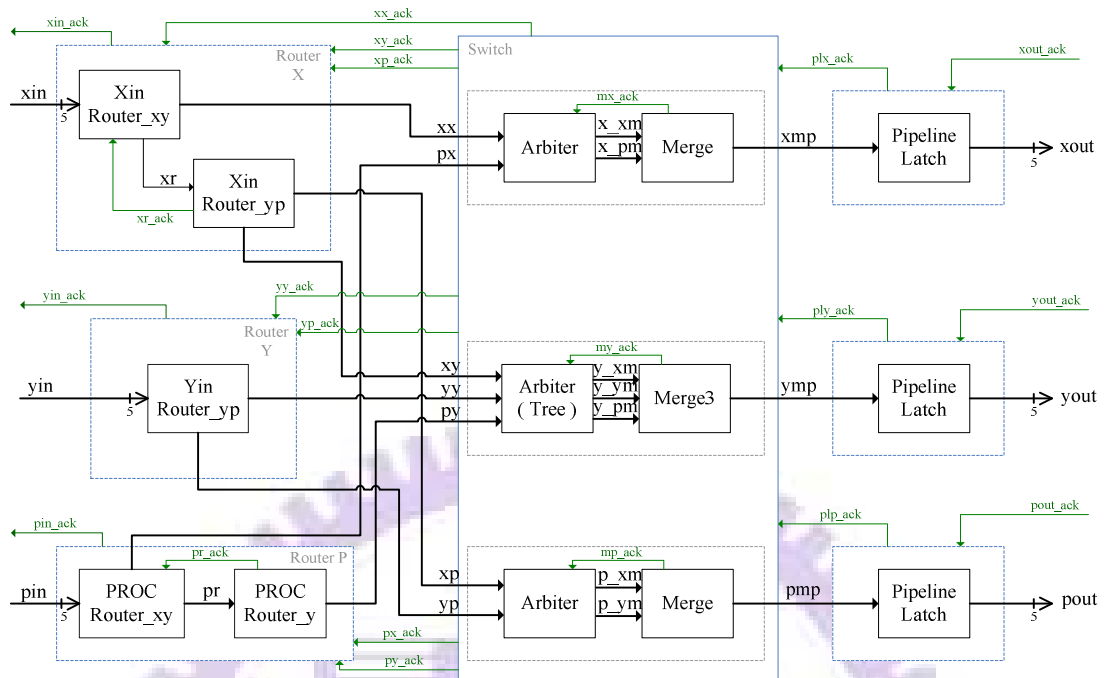 xin_ack
xx_ack
xy_ack
xp_ack
Router
X
Switch
plx_ack
xout_ack
xin
5
Xin
Router_xy
xr
xr_ack
Xin
Router_yp
xx
px
mx_ack
Arbiter
x_xm
x_pm
Merge
xmp
Pipeline
Latch
5
xout
yin_ack
yy_ack
yp_ack
Router
Y
ply_ack
yout_ack
yin
5
Yin
Router_yp
xy
yy
py
my_ack
Arbiter
( Tree )
y_xm
y_ym
y_pm
Merge3
ymp
Pipeline
Latch
5
yout
pin_ack
pr_ack
Router P
plp_ack
pout_ack
pin
5
PROC
Router_xy
pr
PROC
Router_y
xp
yp
mp_ack
Arbiter
p_xm
p_ym
Merge
pmp
Pipeline
Latch
5
pout
px_ack
py_ack